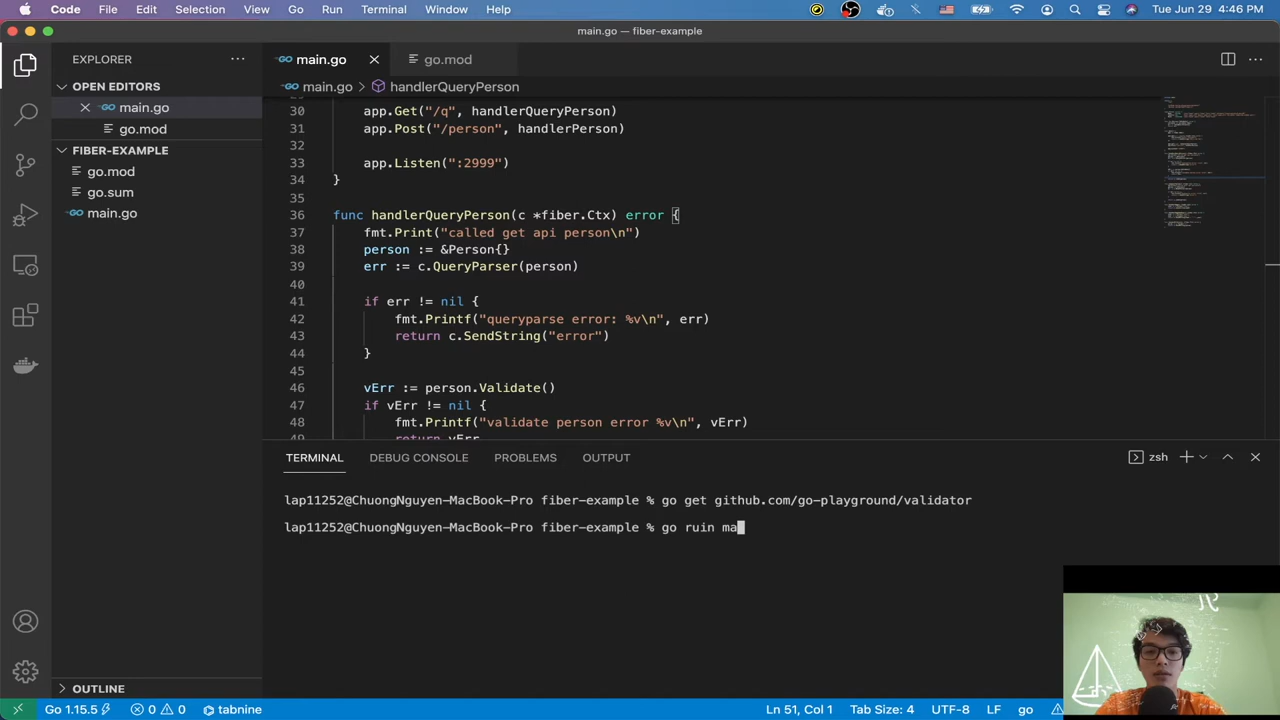 Code File Edit Selection View Go Run Terminal Window Help Tue Jun 29 4:46 PM
main.go — fiber-example
EXPLORER
OPEN EDITORS
main.go
go.mod
FIBER-EXAMPLE
go.mod
go.sum
main.go
OUTLINE
main.go go.mod
main.go > handlerQueryPerson
30 app.Get("/q", handlerQueryPerson)
31 app.Post("/person", handlerPerson)
32
33 app.Listen(":2999")
34 }
35
36 func handlerQueryPerson(c *fiber.Ctx) error {
37 fmt.Print("called get api person\n")
38 person := &Person{}
39 err := c.QueryParser(person)
40
41 if err != nil {
42 fmt.Printf("queryparse error: %v\n", err)
43 return c.SendString("error")
44 }
45
46 vErr := person.Validate()
47 if vErr != nil {
48 fmt.Printf("validate person error %v\n", vErr)
49 return vErr
TERMINAL DEBUG CONSOLE PROBLEMS OUTPUT zsh
lap11252@ChuongNguyen-MacBook-Pro fiber-example % go get github.com/go-playground/validator
lap11252@ChuongNguyen-MacBook-Pro fiber-example % go ruin ma
Go 1.15.5 0 0 tabnine Ln 51, Col 1 Tab Size: 4 UTF-8 LF go